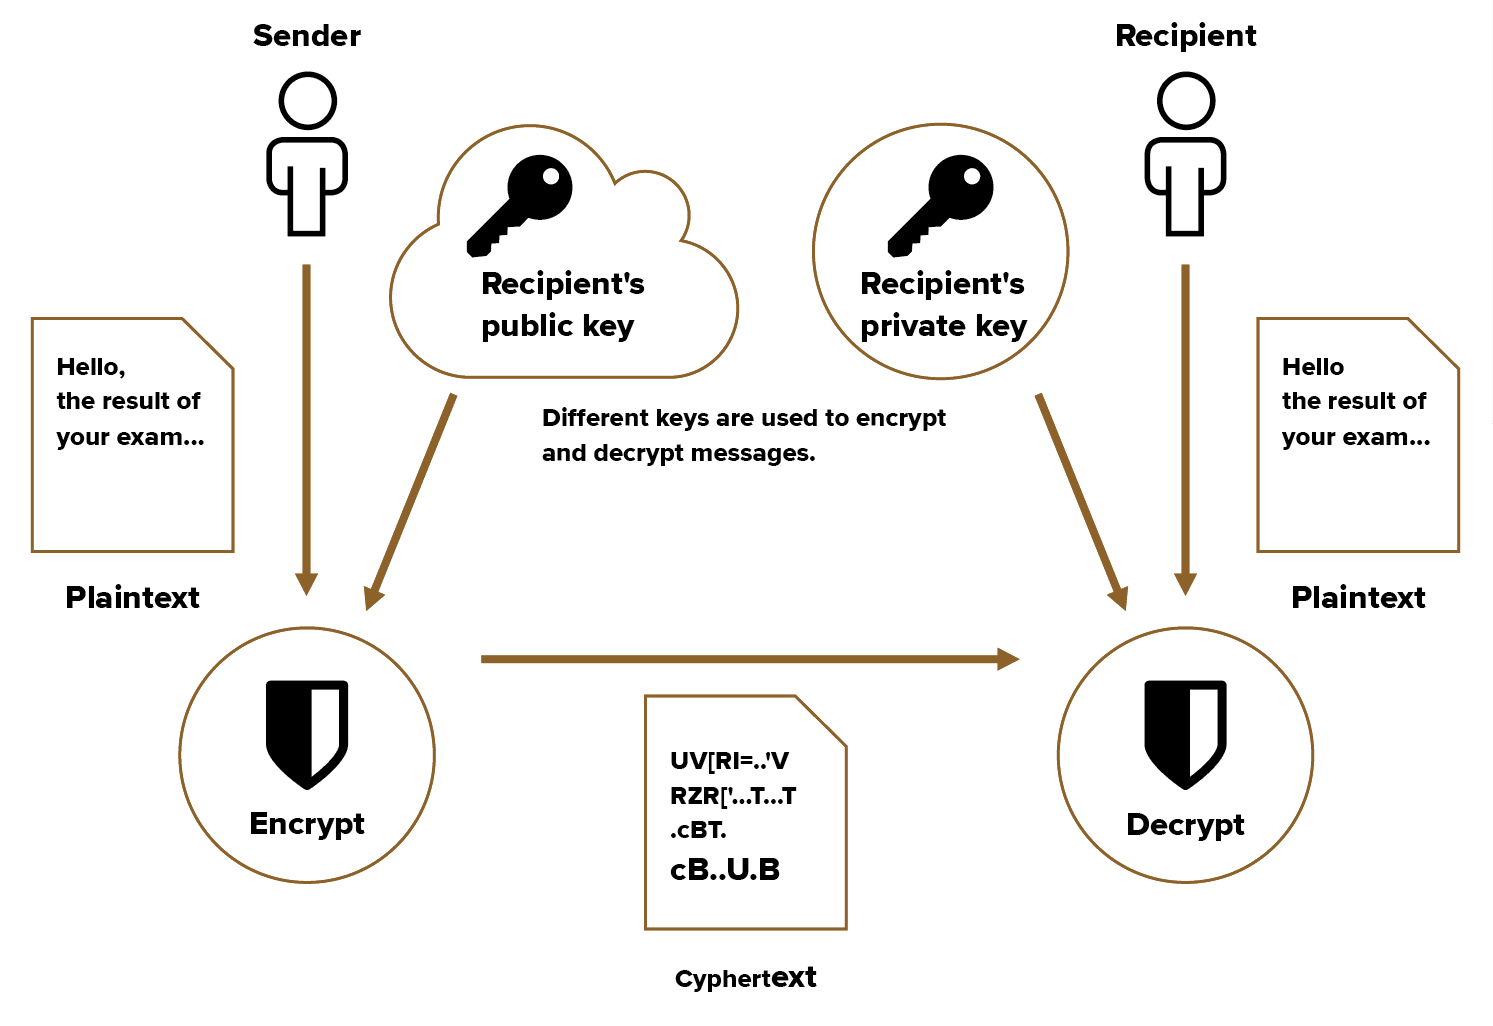 Sender
Recipient
Recipient's
public key
Recipient's
private key
Hello,
the result of
your exam...
Different keys are used to encrypt
and decrypt messages.
Hello
the result of
your exam...
Plaintext
Plaintext
Encrypt
UV[RI=..'V
RZR['...T...T
.cBT.
cB..U.B
Decrypt
Cyphertext